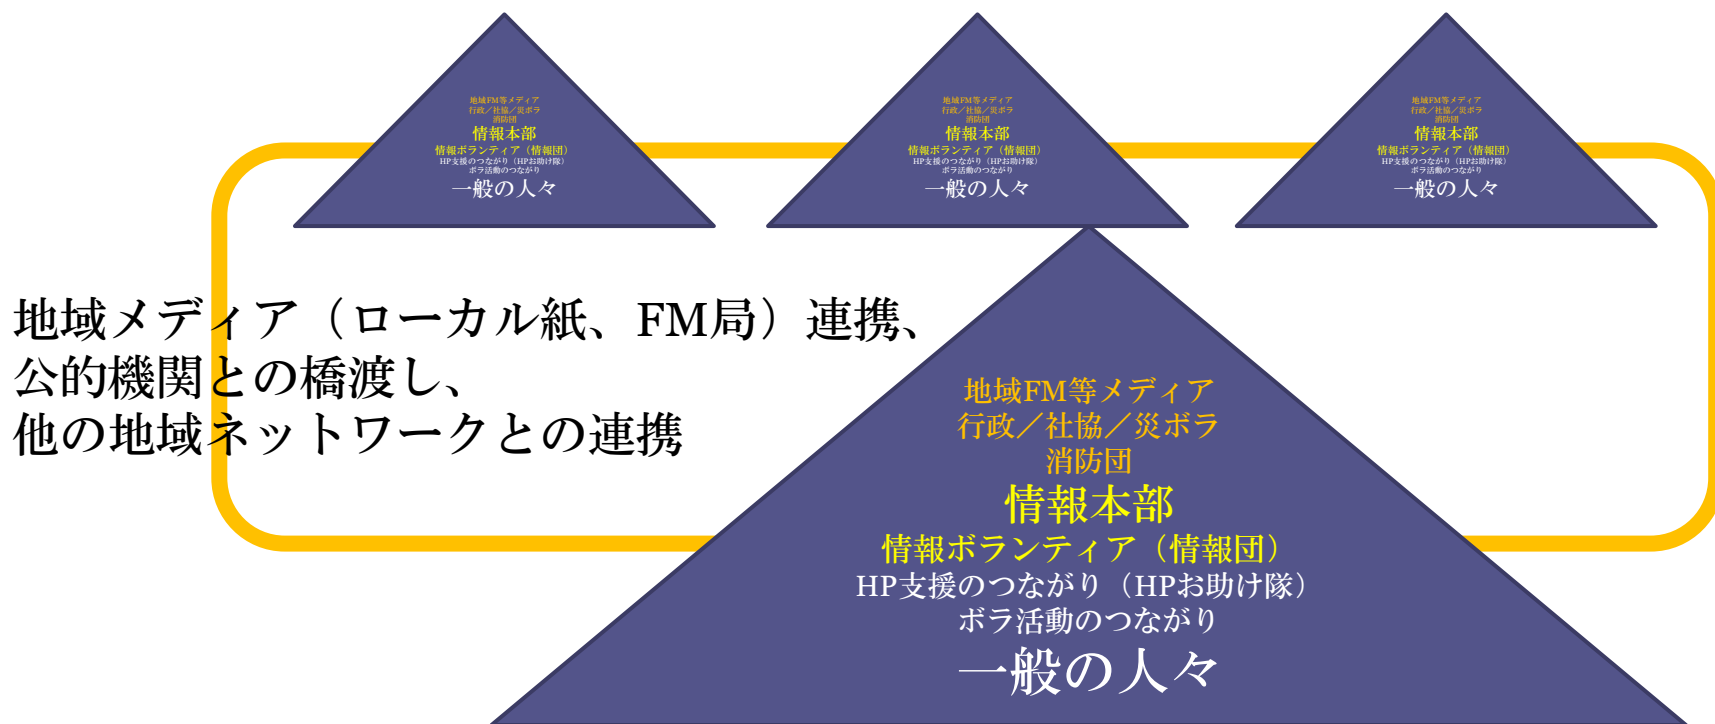 地域FM等メディア
行政／社協／災ボラ
消防団
情報本部
情報ボランティア（情報団）
HP支援のつながり（HPお助け隊）
ボラ活動のつながり
一般の人々
地域FM等メディア
行政／社協／災ボラ
消防団
情報本部
情報ボランティア（情報団）
HP支援のつながり（HPお助け隊）
ボラ活動のつながり
一般の人々
地域FM等メディア
行政／社協／災ボラ
消防団
情報本部
情報ボランティア（情報団）
HP支援のつながり（HPお助け隊）
ボラ活動のつながり
一般の人々
地域メディア（ローカル紙、FM局）連携、
公的機関との橋渡し、
他の地域ネットワークとの連携
地域FM等メディア
行政／社協／災ボラ
消防団
情報本部
情報ボランティア（情報団）
HP支援のつながり（HPお助け隊）
ボラ活動のつながり
一般の人々